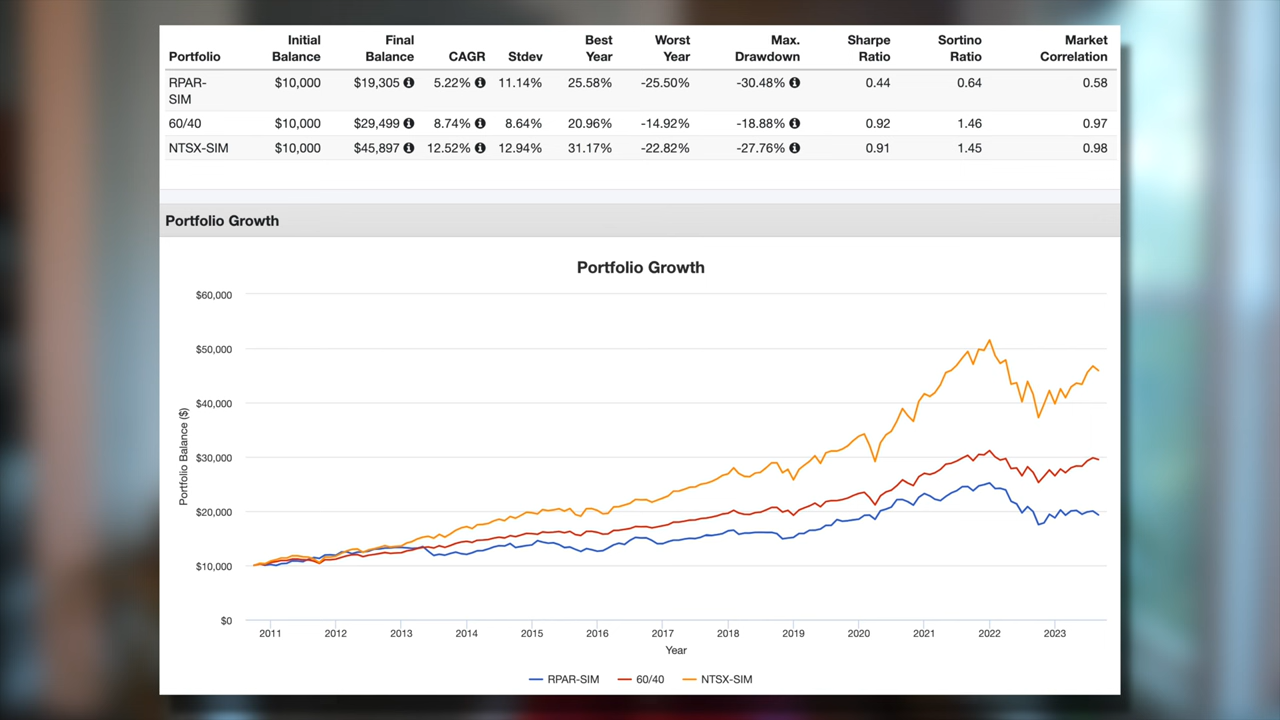 Portfolio Initial Balance Final Balance CAGR Stdev Best Year Worst Year Max. Drawdown Sharpe Ratio Sortino Ratio Market Correlation
RPAR-SIM $10,000 $19,305 5.22% 11.14% 25.58% -25.50% -30.48% 0.44 0.64 0.58
60/40 $10,000 $29,499 8.74% 8.64% 20.96% -14.92% -18.88% 0.92 1.46 0.97
NTSX-SIM $10,000 $45,897 12.52% 12.94% 31.17% -22.82% -27.76% 0.91 1.45 0.98
Portfolio Growth
Portfolio Growth
$60,000
$50,000
$40,000
$30,000
$20,000
$10,000
$0
Portfolio Balance ($)
2011 2012 2013 2014 2015 2016 2017 2018 2019 2020 2021 2022 2023
Year
RPAR-SIM 60/40 NTSX-SIM